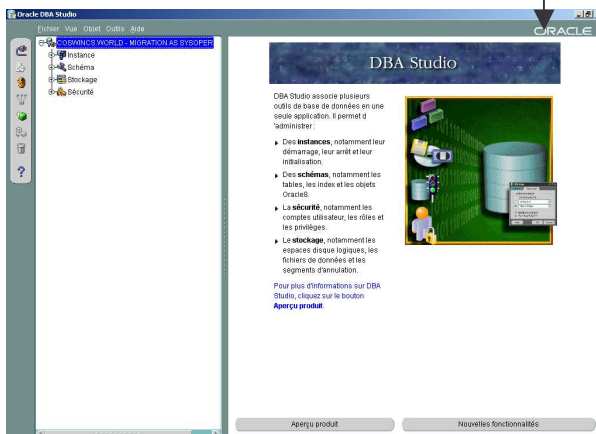 Oracle DBA Studio
Fichier Vue Objet Outils Aide
ORACLE
COSWINCS.WORLD - MIGRATION AS SYSOPER
Instance
Schéma
Stockage
Sécurité
DBA Studio
DBA Studio associe plusieurs
outils de base de données en une
seule application. Il permet d
'administrer :
Des instances, notamment leur
démarrage, leur arrêt et leur
initialisation.
Des schémas, notamment les
tables, les index et les objets
Oracle8.
La sécurité, notamment les
comptes utilisateur, les rôles et
les privilèges.
Le stockage, notamment les
espaces disque logiques, les
fichiers de données et les
segments d'annulation.
Pour plus d'informations sur DBA
Studio, cliquez sur le bouton
Aperçu produit.
Aperçu produit
Nouvelles fonctionnalités